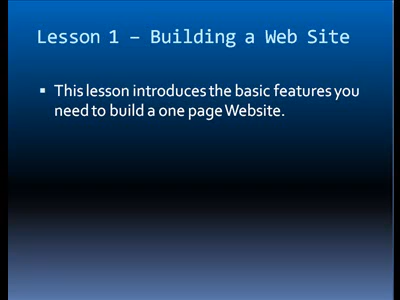 Lesson 1 – Building a Web Site
▪ This lesson introduces the basic features you
need to build a one page Website.